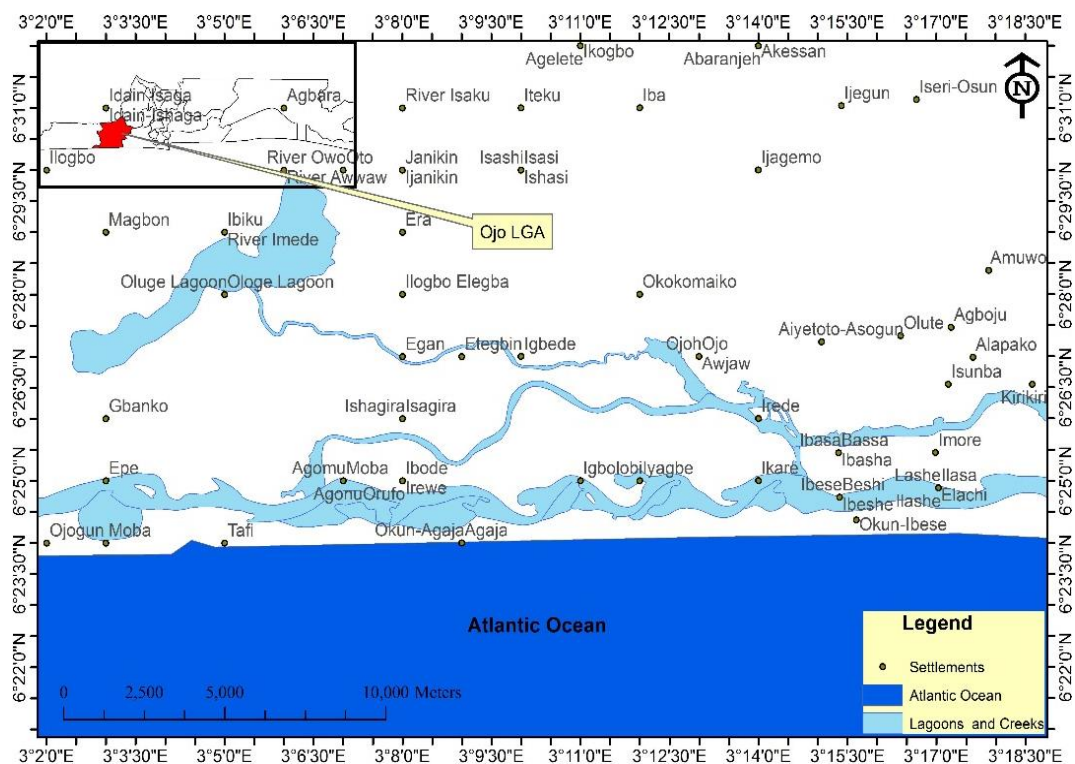 3°2'0"E 3°3'30"E 3°5'0"E 3°6'30"E 3°8'0"E 3°9'30"E 3°11'0"E 3°12'30"E 3°14'0"E 3°15'30"E 3°17'0"E 3°18'30"E
Ikogbo
Agelete
Akessan
Abaranjeh
N
Idain-Isaga
Idain-Ishaga
Agbara
River Isaku
Iteku
Iba
Ijegun
Iseri-Osun
6°31'0"N
6°31'0"N
Ilogbo
River OwoOto
River Awwaw
Janikin
Ijanikin
IsashiIsasi
Ishasi
Ijagemo
6°29'30"N
6°29'30"N
Magbon
Ibiku
River Imede
Era
Ojo LGA
Amuwo
Oluge LagoonOloge Lagoon
Ilogbo Elegba
Okokomaiko
6°28'0"N
6°28'0"N
Agboju
Olute
Aiyetoto-Asogun
Alapako
Egan
Etegbin
Igbede
OjohOjo
Awjaw
Isunba
6°26'30"N
6°26'30"N
Kirikiri
Gbanko
IshagiraIsagira
Irede
IbasaBassa
Ibasha
Imore
Epe
AgomuMoba
AgonuOrufo
Ibode
Irewe
IgbolobiIyagbe
Ikare
IbeseBeshi
Ibeshe
LasheIlasa
Ilashe
Elachi
6°25'0"N
6°25'0"N
Okun-Ibese
Ojogun Moba
Tafi
Okun-AgajaAgaja
6°23'30"N
6°23'30"N
Atlantic Ocean
6°22'0"N
6°22'0"N
0 2,500 5,000 10,000 Meters
Legend
Settlements
Atlantic Ocean
Lagoons and Creeks
3°2'0"E 3°3'30"E 3°5'0"E 3°6'30"E 3°8'0"E 3°9'30"E 3°11'0"E 3°12'30"E 3°14'0"E 3°15'30"E 3°17'0"E 3°18'30"E